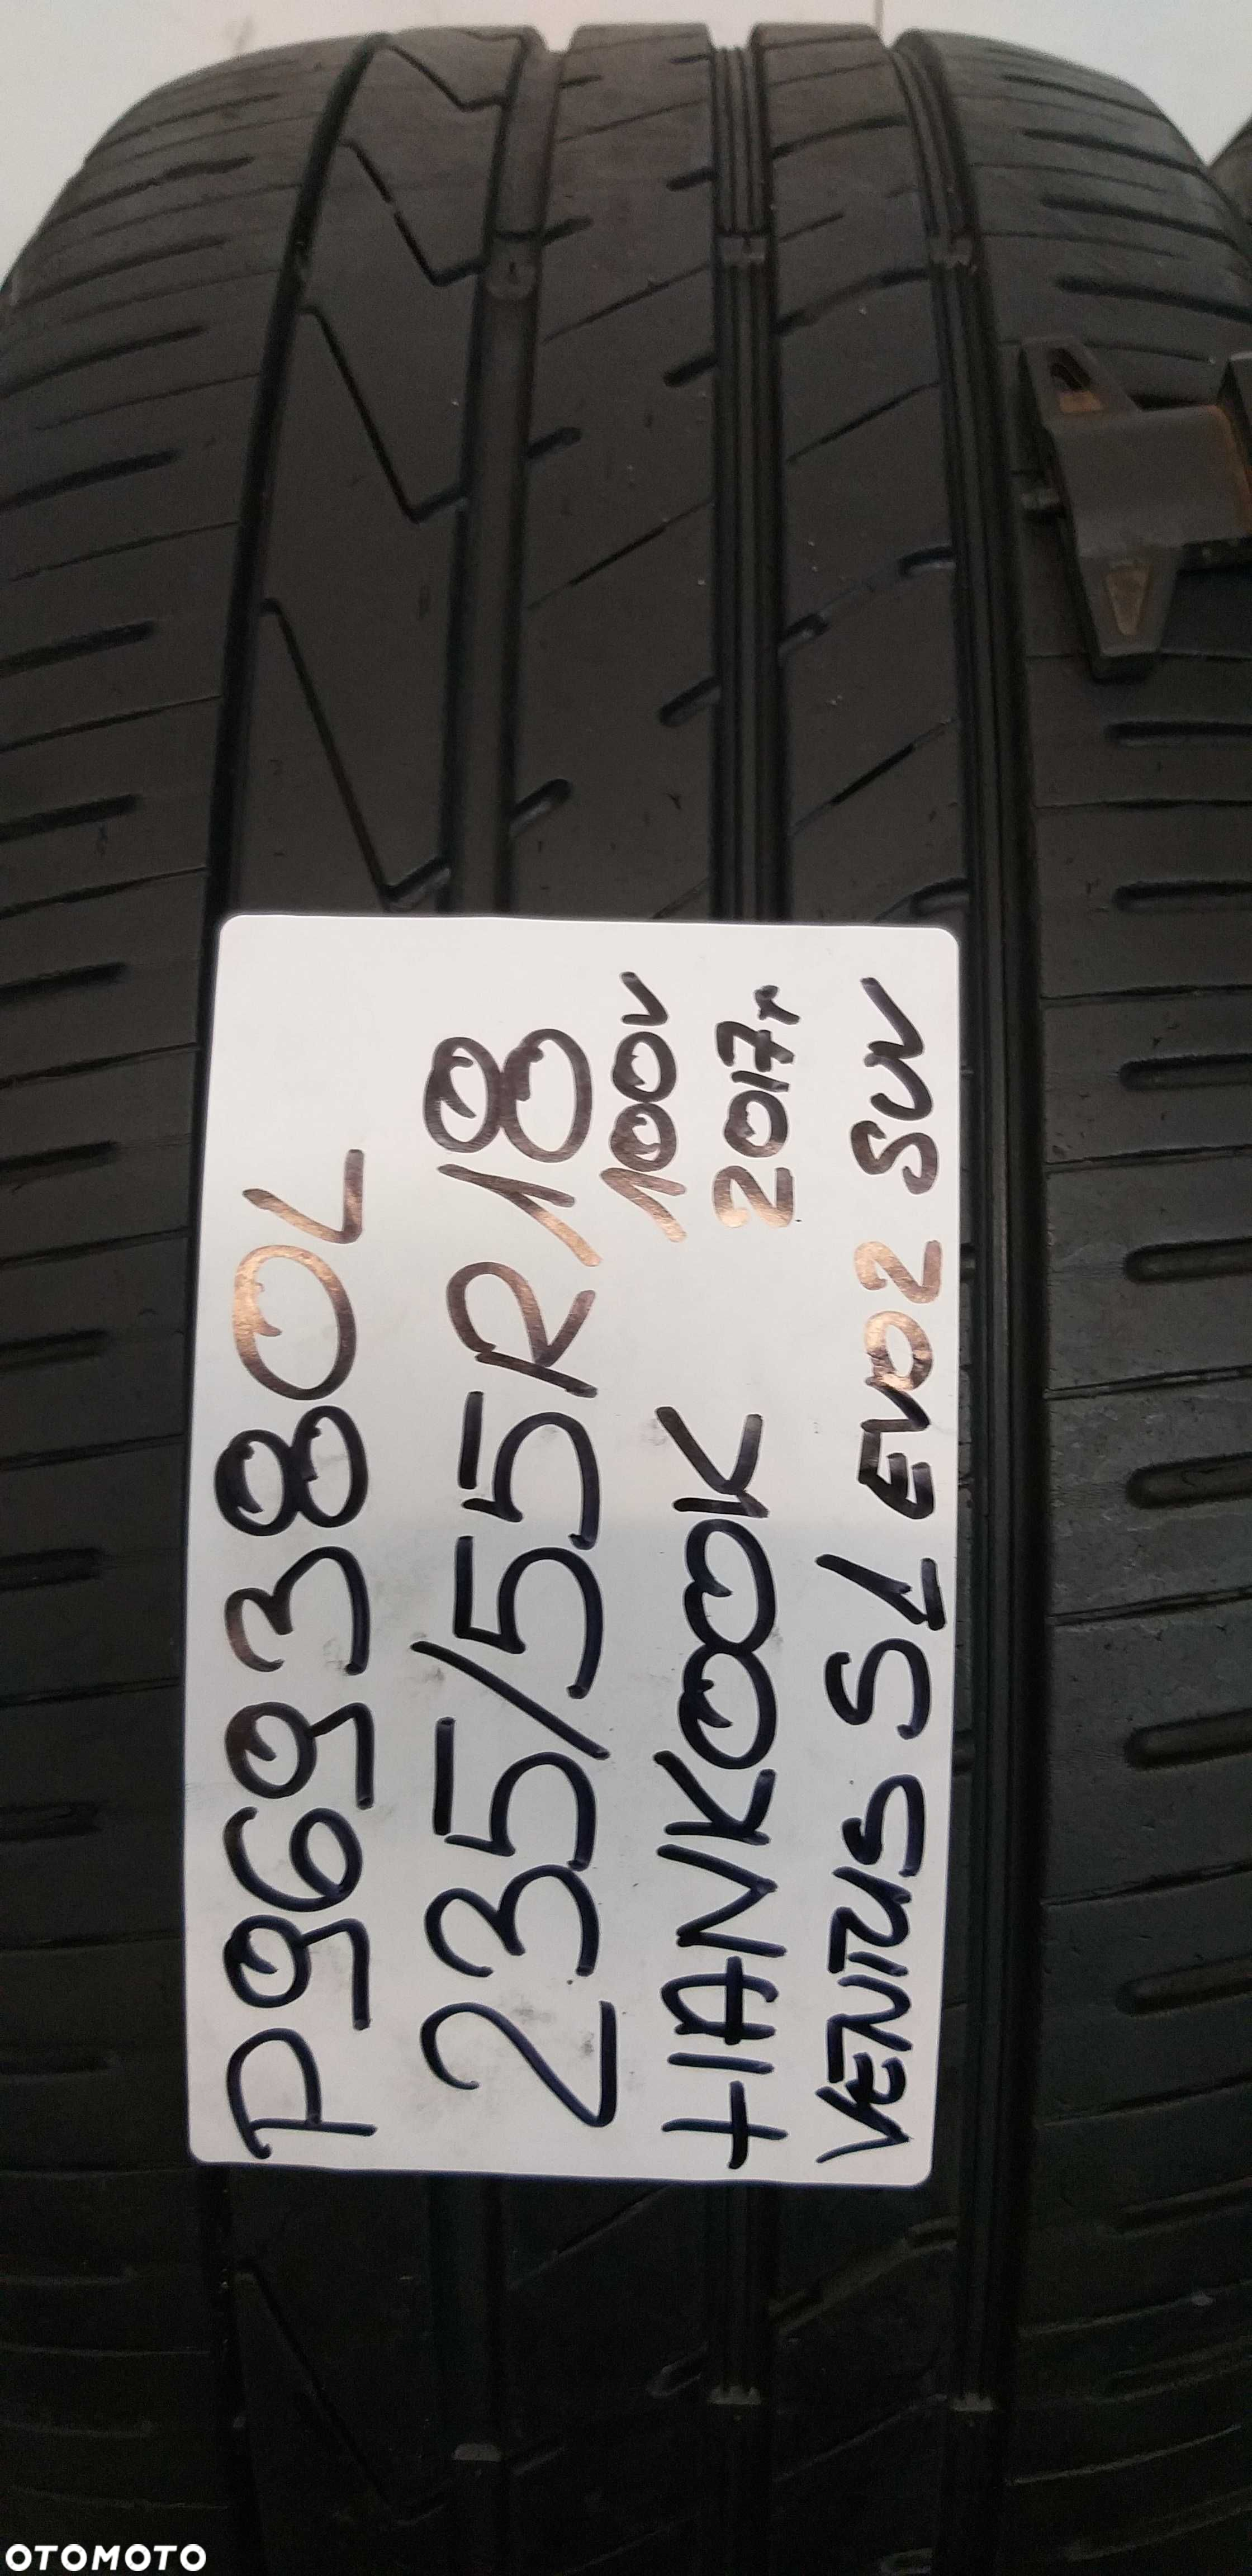 P969380L
235/55R18
100V
HANKOOK 2017r
VENTUS S1 EVO2 SUV
OTOMOTO